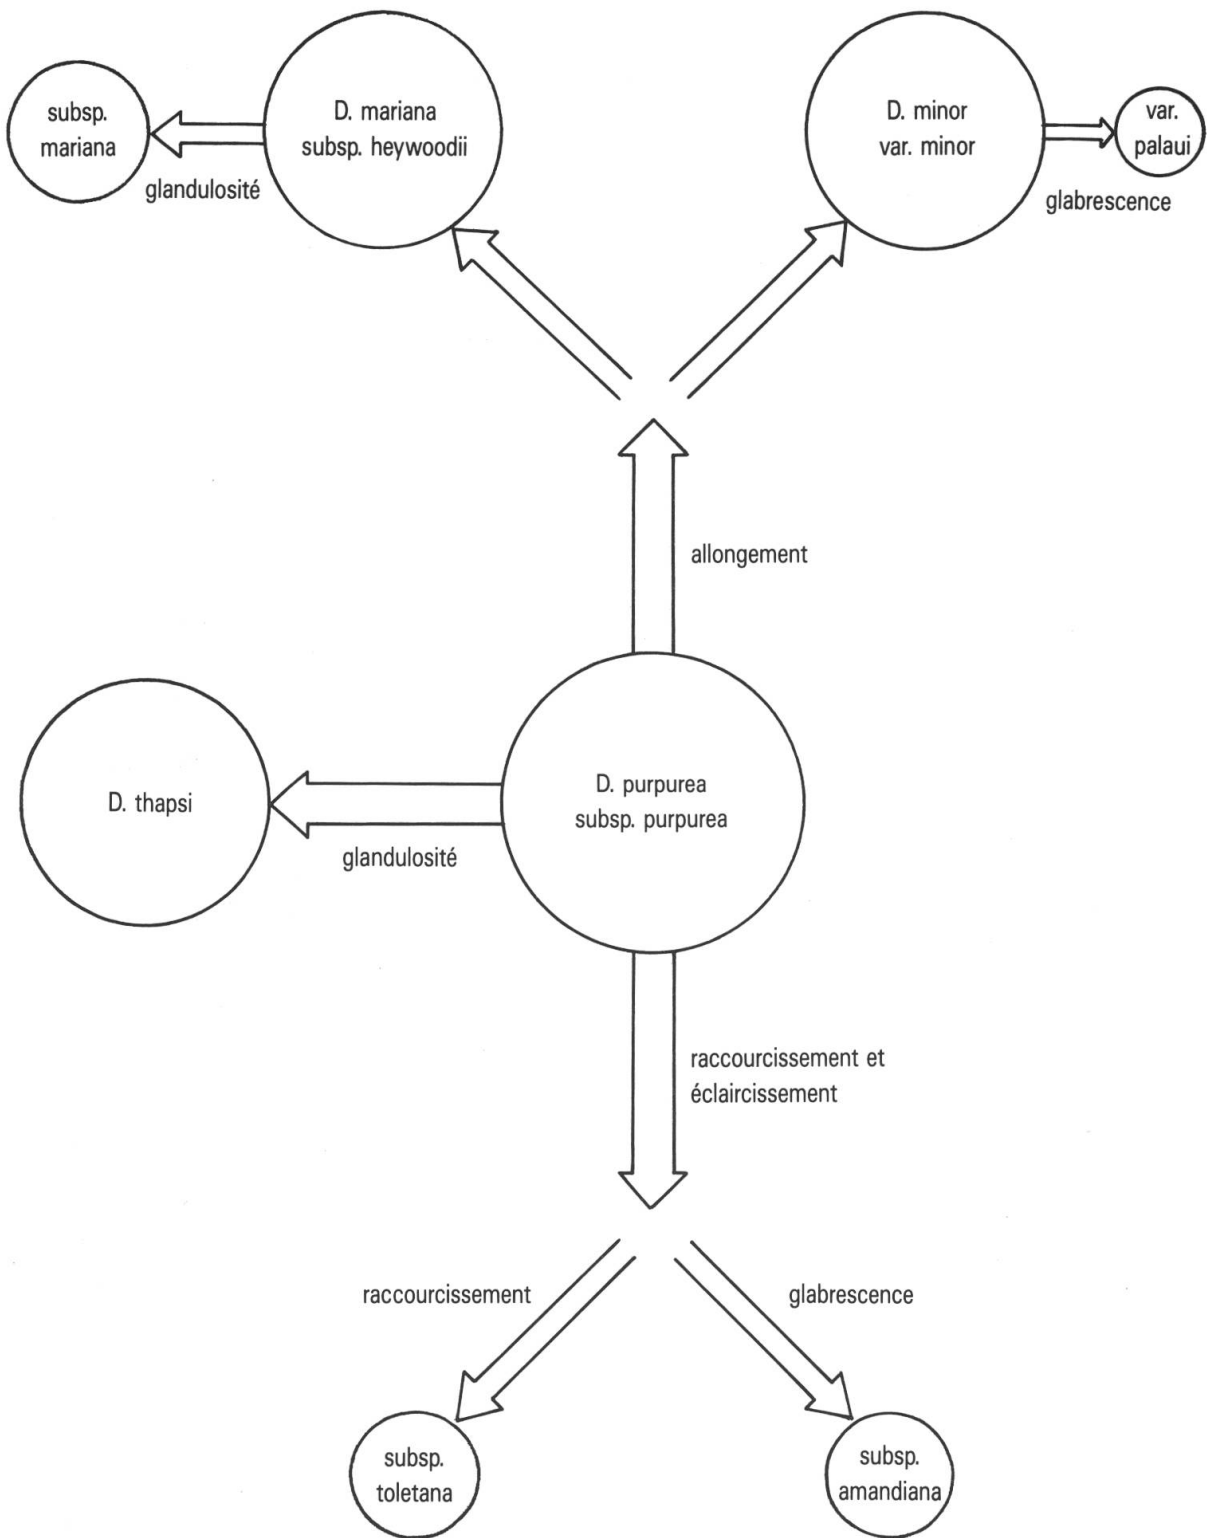 subsp.
mariana
glandulosité
D. mariana
subsp. heywoodii
D. minor
var. minor
var.
palaui
glabrescence
allongement
D. thapsi
glandulosité
D. purpurea
subsp. purpurea
raccourcissement et
éclaircissement
raccourcissement
glabrescence
subsp.
toletana
subsp.
amandiana